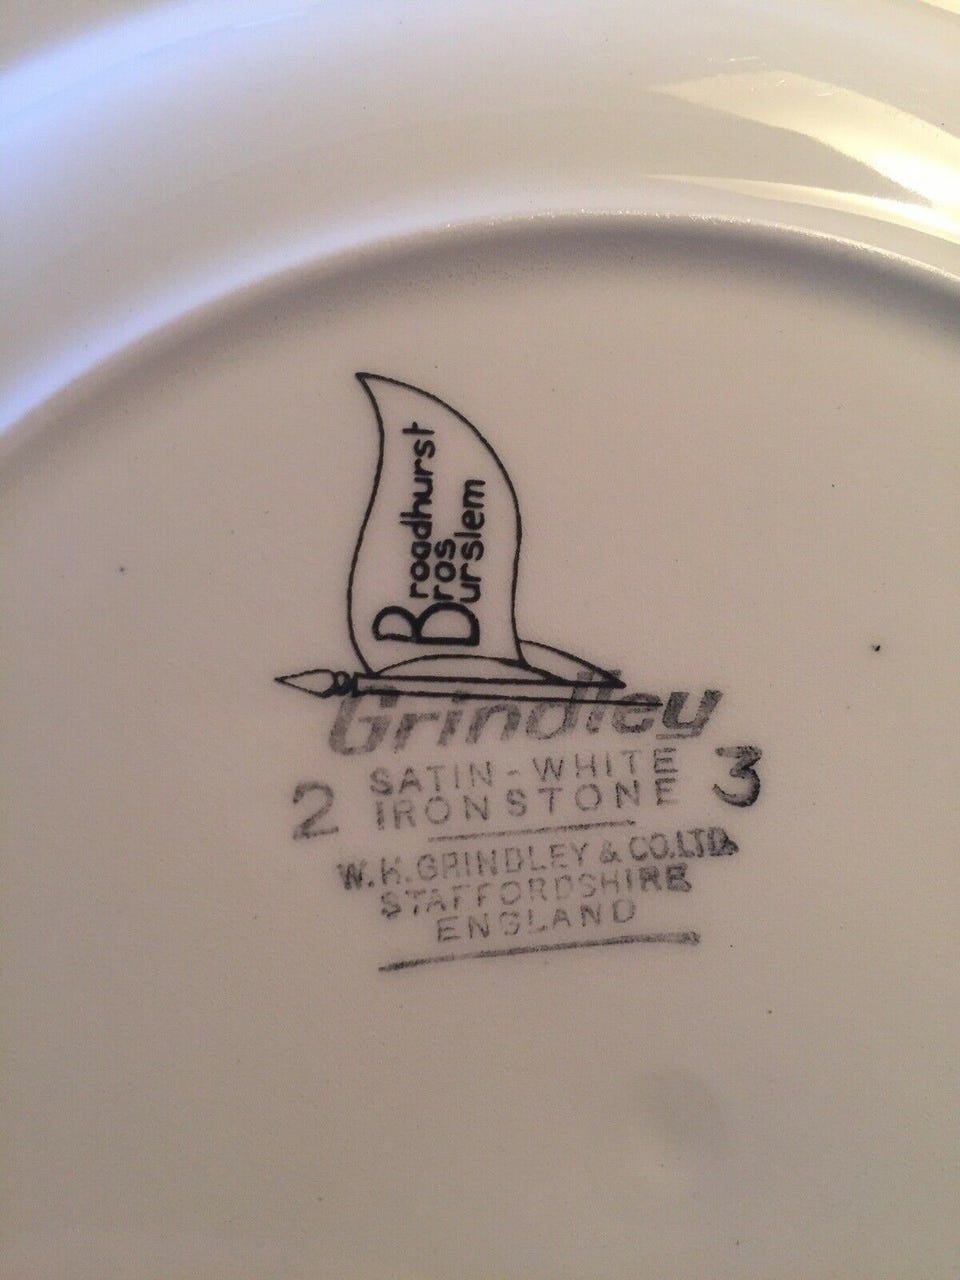 Broadhurst
Bros
Burslem
Grindley
2 SATIN-WHITE 3
IRONSTONE
W.H.GRINDLEY & CO.LTD.
STAFFORDSHIRE
ENGLAND